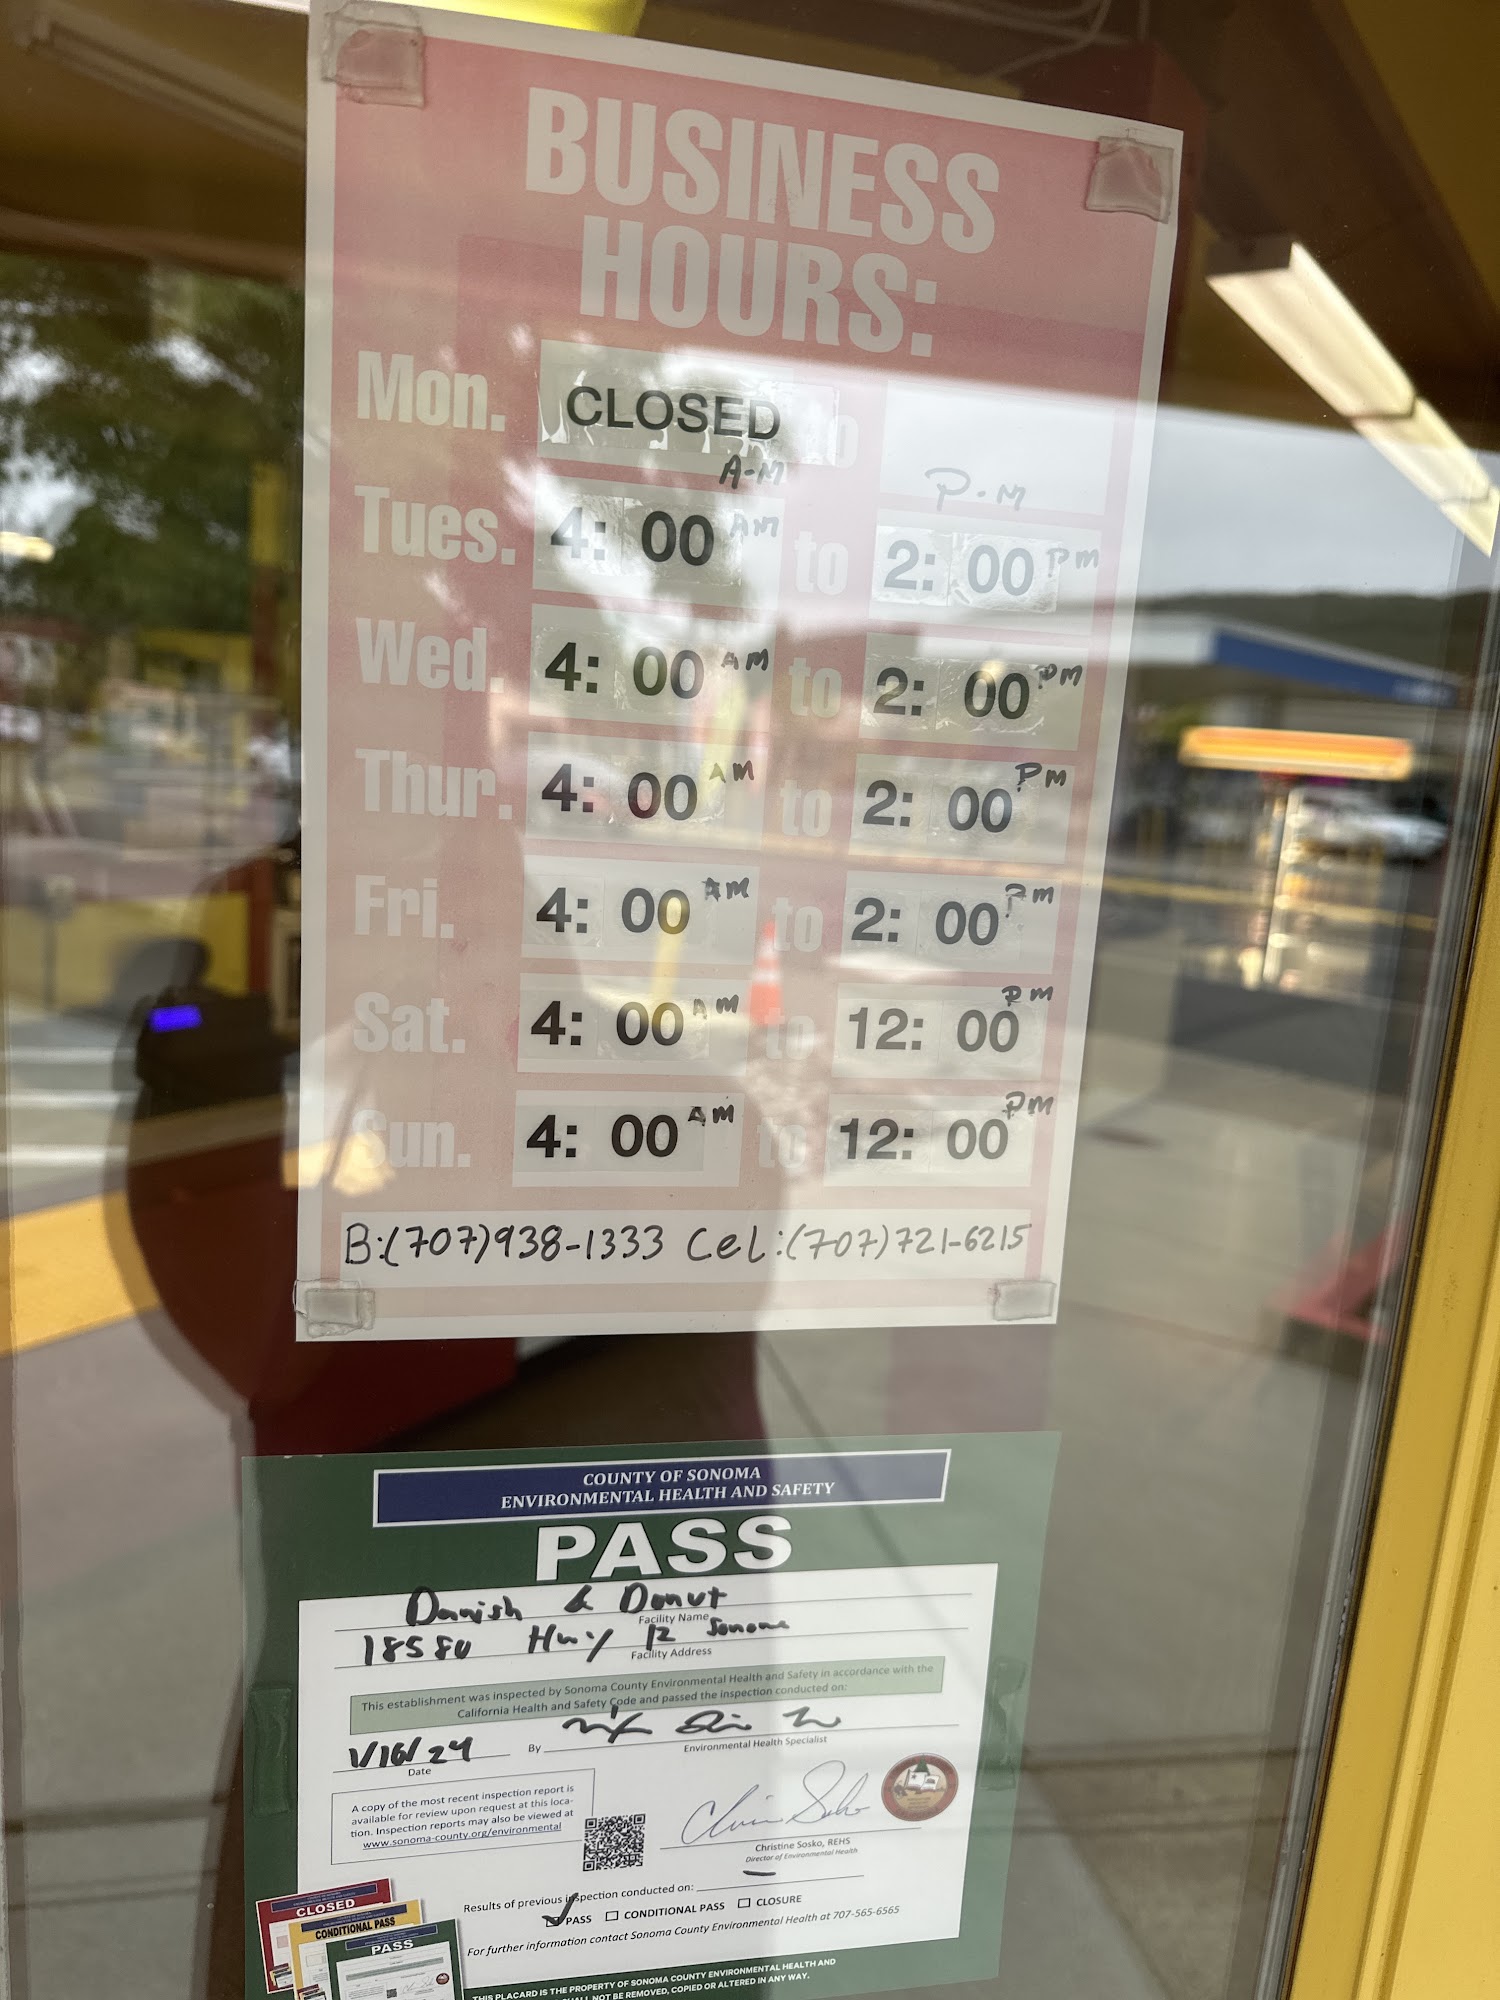 BUSINESS
HOURS:
Mon. CLOSED to
A-M P.M
Tues. 4: 00 AM to 2: 00 PM
Wed. 4: 00 AM to 2: 00 PM
Thur. 4: 00 AM to 2: 00 PM
Fri. 4: 00 AM to 2: 00 PM
Sat. 4: 00 AM to 12: 00 PM
Sun. 4: 00 AM to 12: 00 PM
B:(707)938-1333 Cel:(707)721-6215
COUNTY OF SONOMA
ENVIRONMENTAL HEALTH AND SAFETY
PASS
Danish & Donut
Facility Name
18580 Hwy 12 Sonoma
Facility Address
This establishment was inspected by Sonoma County Environmental Health and Safety in accordance with the
California Health and Safety Code and passed the inspection conducted on:
1/16/24 By
Date Environmental Health Specialist
A copy of the most recent inspection report is
available for review upon request at this loca-
tion. Inspection reports may also be viewed at
www.sonoma-county.org/environmental
Christine Sosko, REHS
Director of Environmental Health
Results of previous inspection conducted on:
PASS CONDITIONAL PASS CLOSURE
For further information contact Sonoma County Environmental Health at 707-565-6565
CLOSED
CONDITIONAL PASS
PASS
THIS PLACARD IS THE PROPERTY OF SONOMA COUNTY ENVIRONMENTAL HEALTH AND
SHALL NOT BE REMOVED, COPIED OR ALTERED IN ANY WAY.